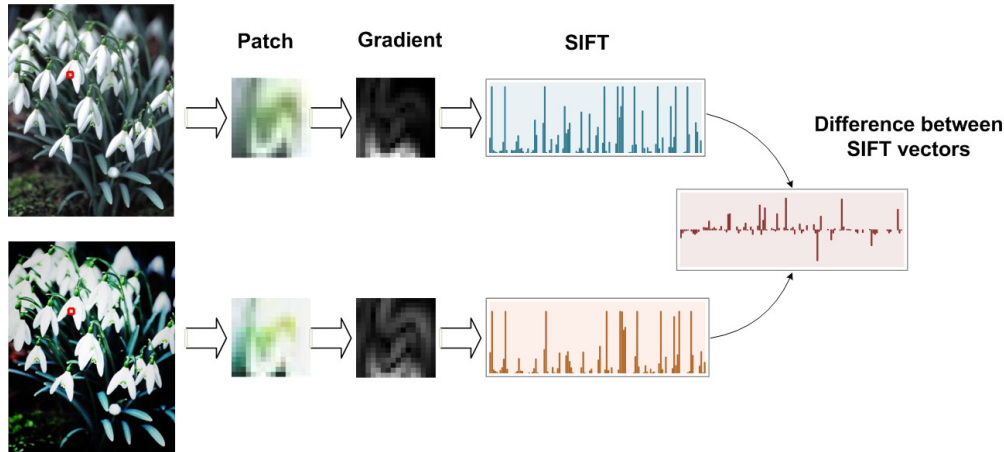 Patch
Gradient
SIFT
Difference between
SIFT vectors